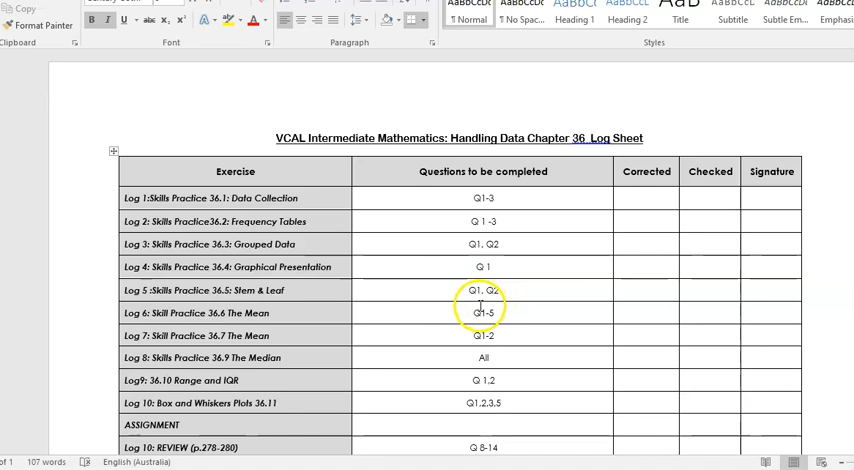 Copy
Format Painter
Clipboard
Font
Paragraph
Styles
AaBbCcDc
¶ Normal
¶ No Spac...
Heading 1
Heading 2
Title
Subtitle
Subtle Em...
Emphasis
VCAL Intermediate Mathematics: Handling Data Chapter 36 Log Sheet
Exercise Questions to be completed Corrected Checked Signature
Log 1:Skills Practice 36.1: Data Collection Q1-3
Log 2: Skills Practice36.2: Frequency Tables Q 1 -3
Log 3: Skills Practice 36.3: Grouped Data Q1, Q2
Log 4: Skills Practice 36.4: Graphical Presentation Q 1
Log 5 :Skills Practice 36.5: Stem & Leaf Q1, Q2
Log 6: Skill Practice 36.6 The Mean Q1-5
Log 7: Skill Practice 36.7 The Mean Q1-2
Log 8: Skills Practice 36.9 The Median All
Log9: 36.10 Range and IQR Q 1,2
Log 10: Box and Whiskers Plots 36.11 Q1,2,3,5
ASSIGNMENT
Log 10: REVIEW (p.278-280) Q 8-14
of 1 107 words English (Australia)